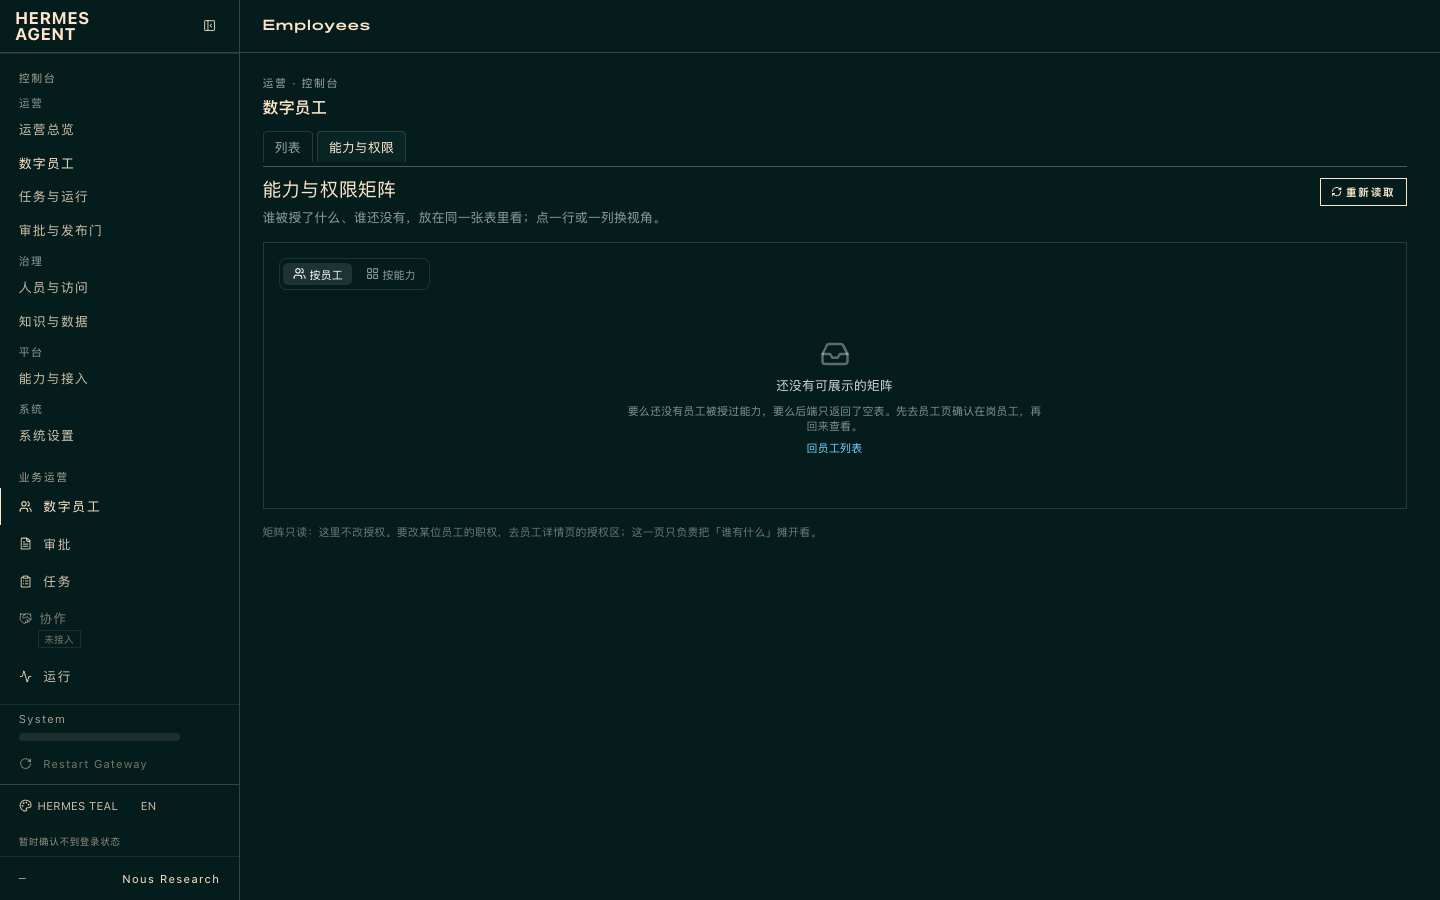 HERMES
AGENT
控制台
运营
运营总览
数字员工
任务与运行
审批与发布门
治理
人员与访问
知识与数据
平台
能力与接入
系统
系统设置
业务运营
数字员工
审批
任务
协作
未接入
运行
System
Restart Gateway
HERMES TEAL EN
暂时确认不到登录状态
— Nous Research
Employees
运营 · 控制台
数字员工
列表 能力与权限
能力与权限矩阵
重新读取
谁被授了什么、谁还没有，放在同一张表里看；点一行或一列换视角。
按员工 按能力
还没有可展示的矩阵
要么还没有员工被授过能力，要么后端只返回了空表。先去员工页确认在岗员工，再
回来查看。
回员工列表
矩阵只读：这里不改授权。要改某位员工的职权，去员工详情页的授权区；这一页只负责把「谁有什么」摊开看。